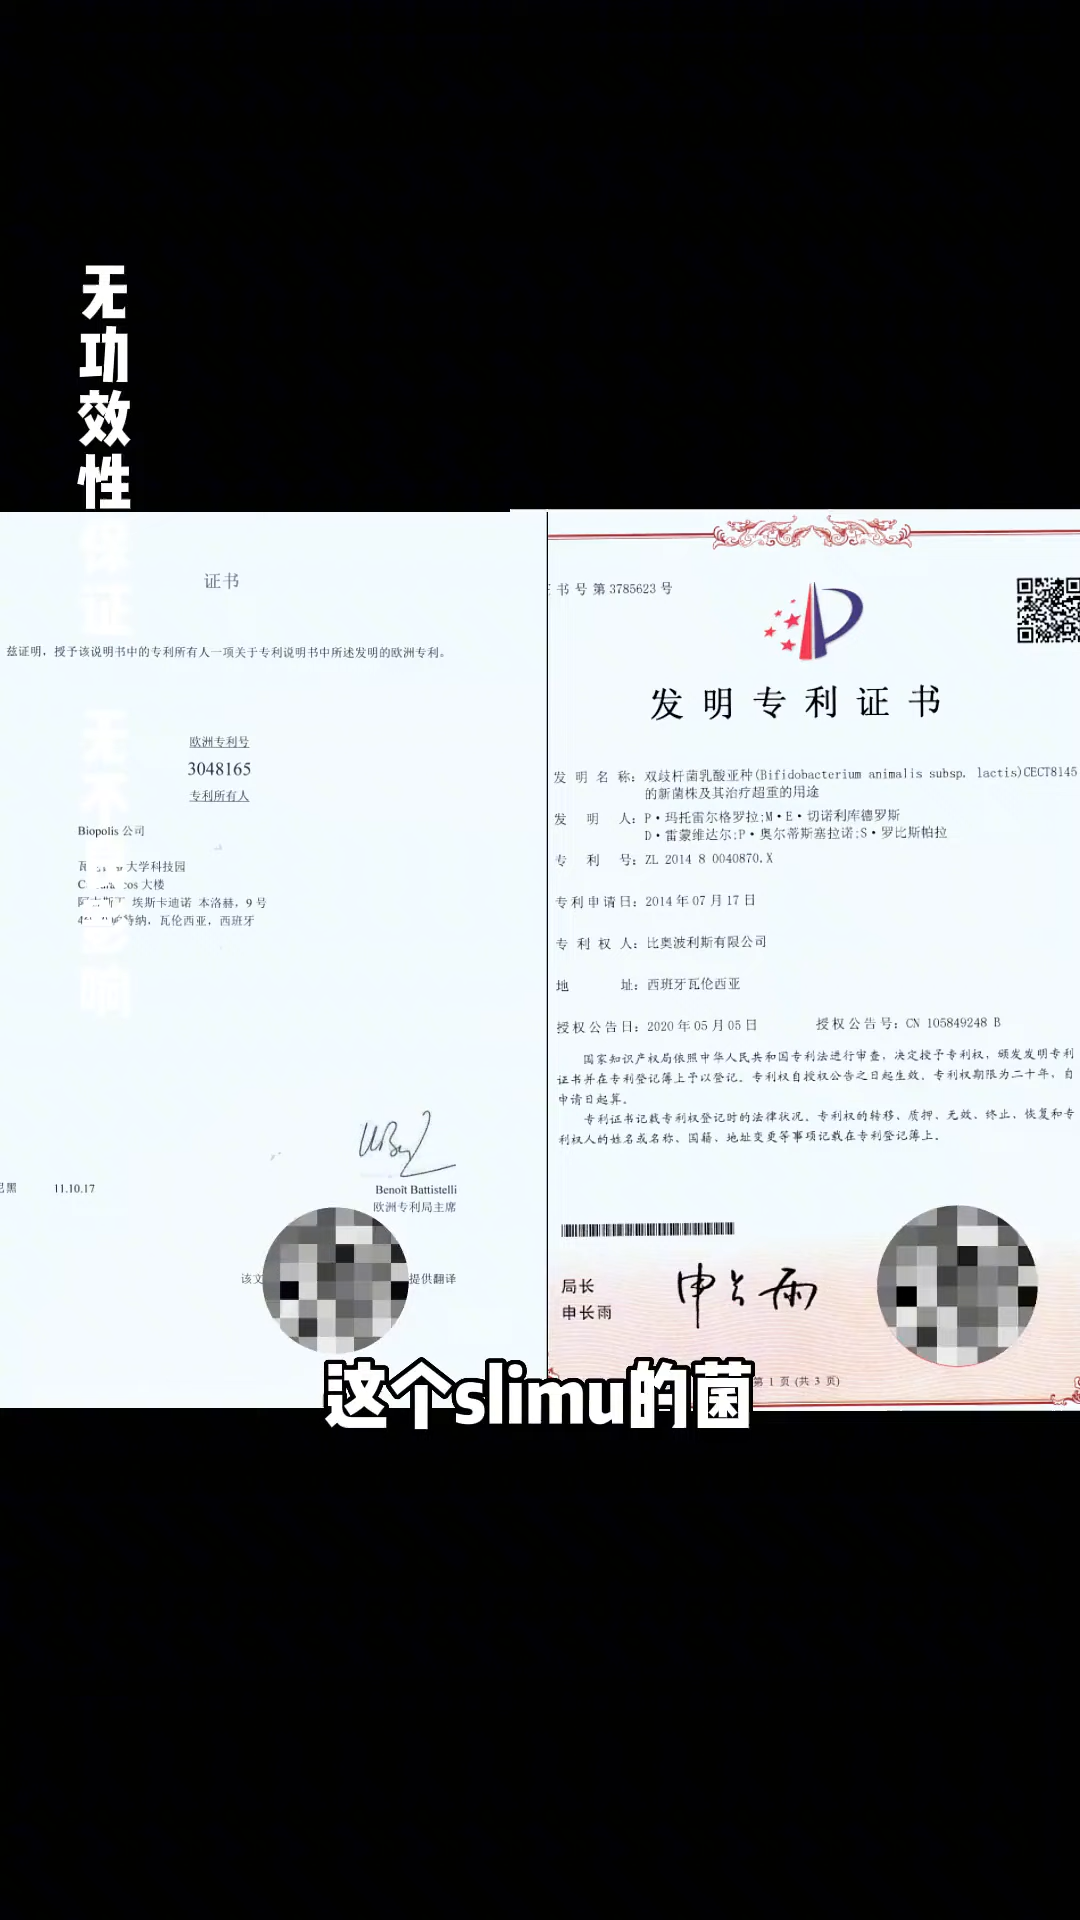 无功效性保证
无不良影响
证书
兹证明，授予该说明书中的专利所有人一项关于专利说明书中所述发明的欧洲专利。
欧洲专利号
3048165
专利所有人
Biopolis 公司
大学科技园
大楼
埃斯卡迪诺 本洛赫，9 号
瓦伦西亚，西班牙
11.10.17
Benoît Battistelli
欧洲专利局主席
该文
提供翻译
书号第3785623号
发明专利证书
发明名称：双歧杆菌乳酸亚种(Bifidobacterium animalis subsp. lactis)CECT8145
的新菌株及其治疗超重的用途
发明人：P·玛托雷尔格罗拉;M·E·切诺利库德罗斯
D·雷蒙维达尔;P·奥尔蒂斯塞拉诺;S·罗比斯帕拉
专利号：ZL 2014 8 0040870.X
专利申请日：2014年07月17日
专利权人：比奥波利斯有限公司
地址：西班牙瓦伦西亚
授权公告日：2020年05月05日 授权公告号：CN 105849248 B
国家知识产权局依照中华人民共和国专利法进行审查，决定授予专利权，颁发发明专利
证书并在专利登记簿上予以登记。专利权自授权公告之日起生效。专利权期限为二十年，自
申请日起算。
专利证书记载专利权登记时的法律状况。专利权的转移、质押、无效、终止、恢复和专
利权人的姓名或名称、国籍、地址变更等事项记载在专利登记簿上。
局长
申长雨
申长雨
第 1 页 (共 3 页)
这个slimu的菌